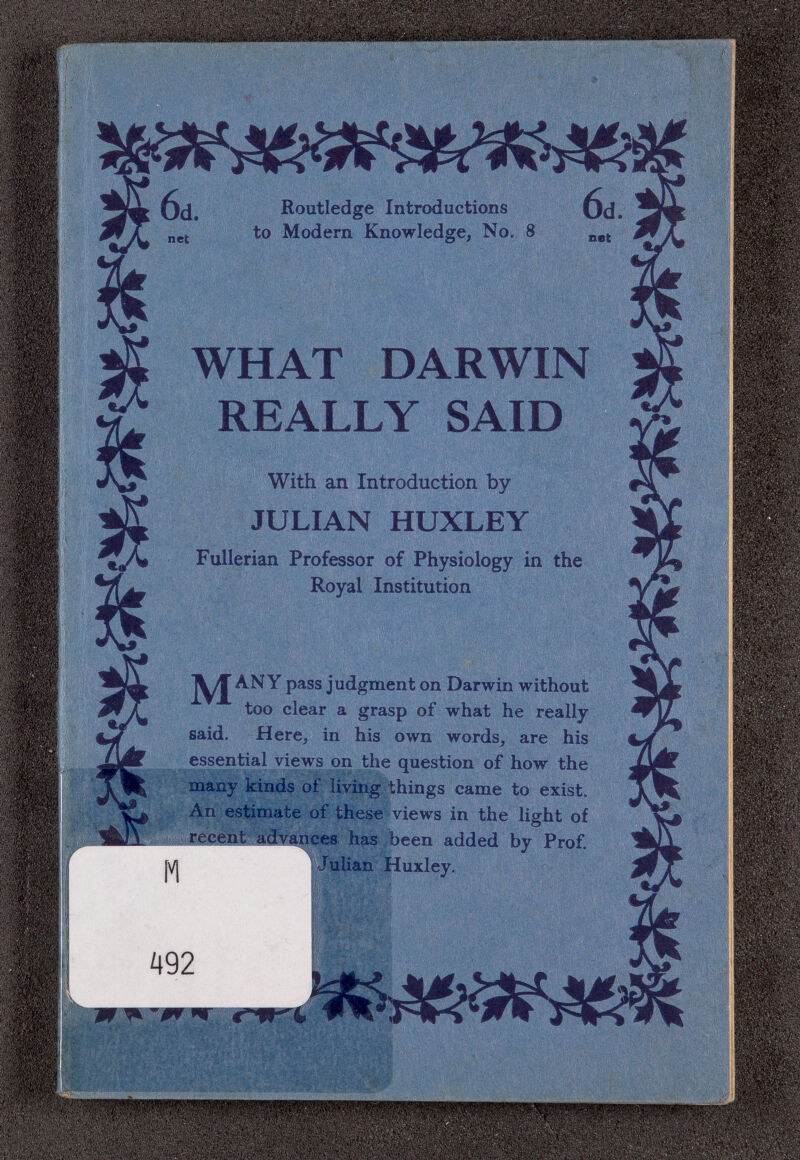 6d. Routledge Introductions 6d.
net to Modern Knowledge, No. 8 net
WHAT DARWIN
REALLY SAID
With an Introduction by
JULIAN HUXLEY
Fullerian Professor of Physiology in the
Royal Institution
MANY pass judgment on Darwin without
too clear a grasp of what he really
said. Here, in his own words, are his
essential views on the question of how the
many kinds of living things came to exist.
An estimate of these views in the light of
recent advances has been added by Prof.
Julian Huxley.
M
492